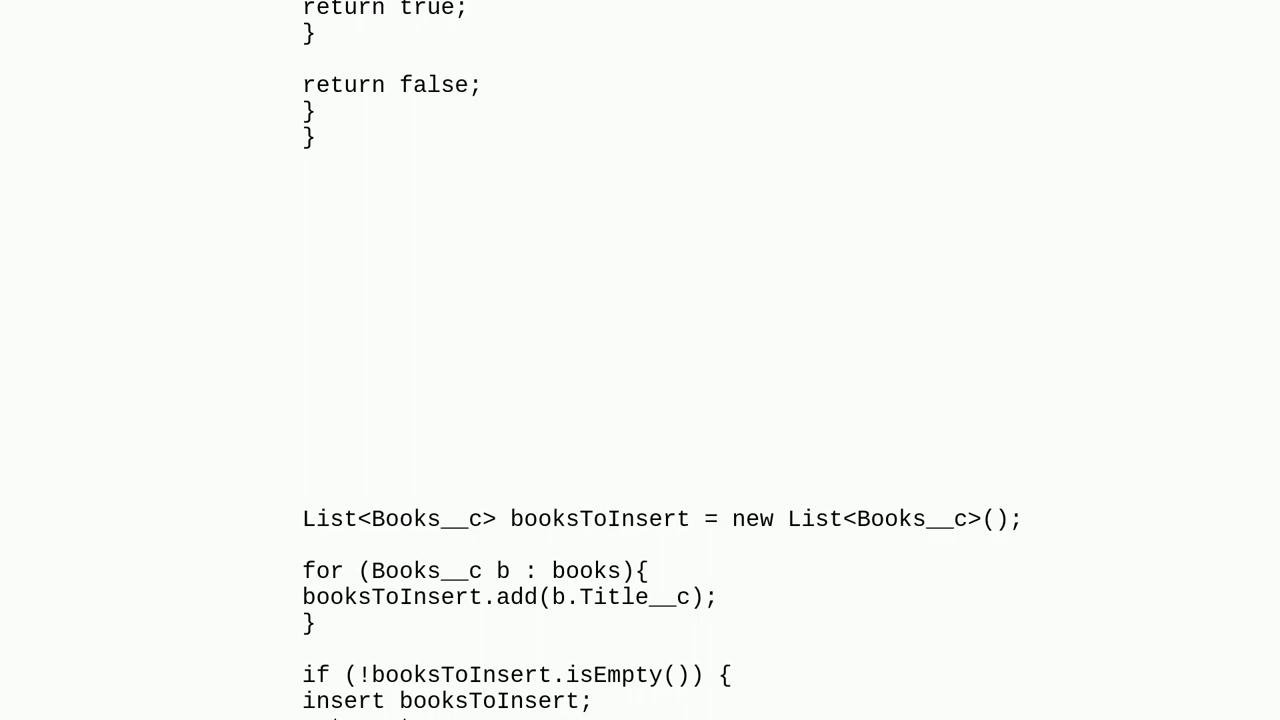 return true;
}
return false;
}
}
List<Books__c> booksToInsert = new List<Books__c>();
for (Books__c b : books){
booksToInsert.add(b.Title__c);
}
if (!booksToInsert.isEmpty()) {
insert booksToInsert;